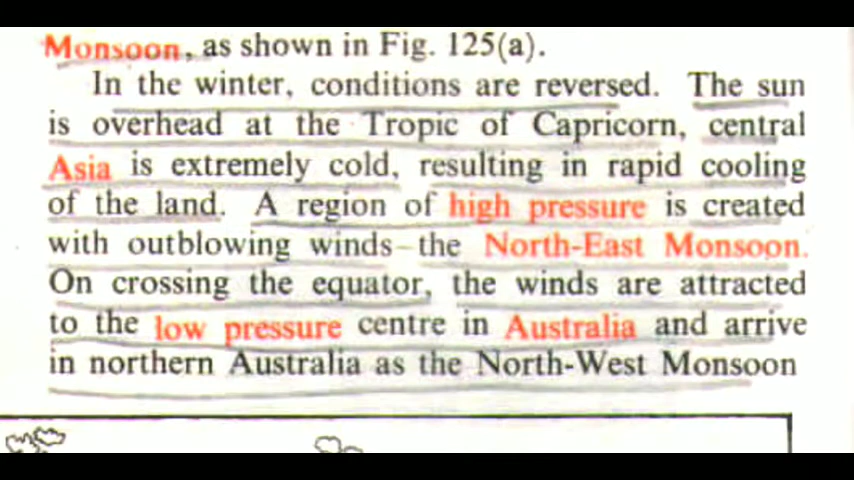 Monsoon, as shown in Fig. 125(a).
In the winter, conditions are reversed. The sun
is overhead at the Tropic of Capricorn, central
Asia is extremely cold, resulting in rapid cooling
of the land. A region of high pressure is created
with outblowing winds–the North-East Monsoon.
On crossing the equator, the winds are attracted
to the low pressure centre in Australia and arrive
in northern Australia as the North-West Monsoon